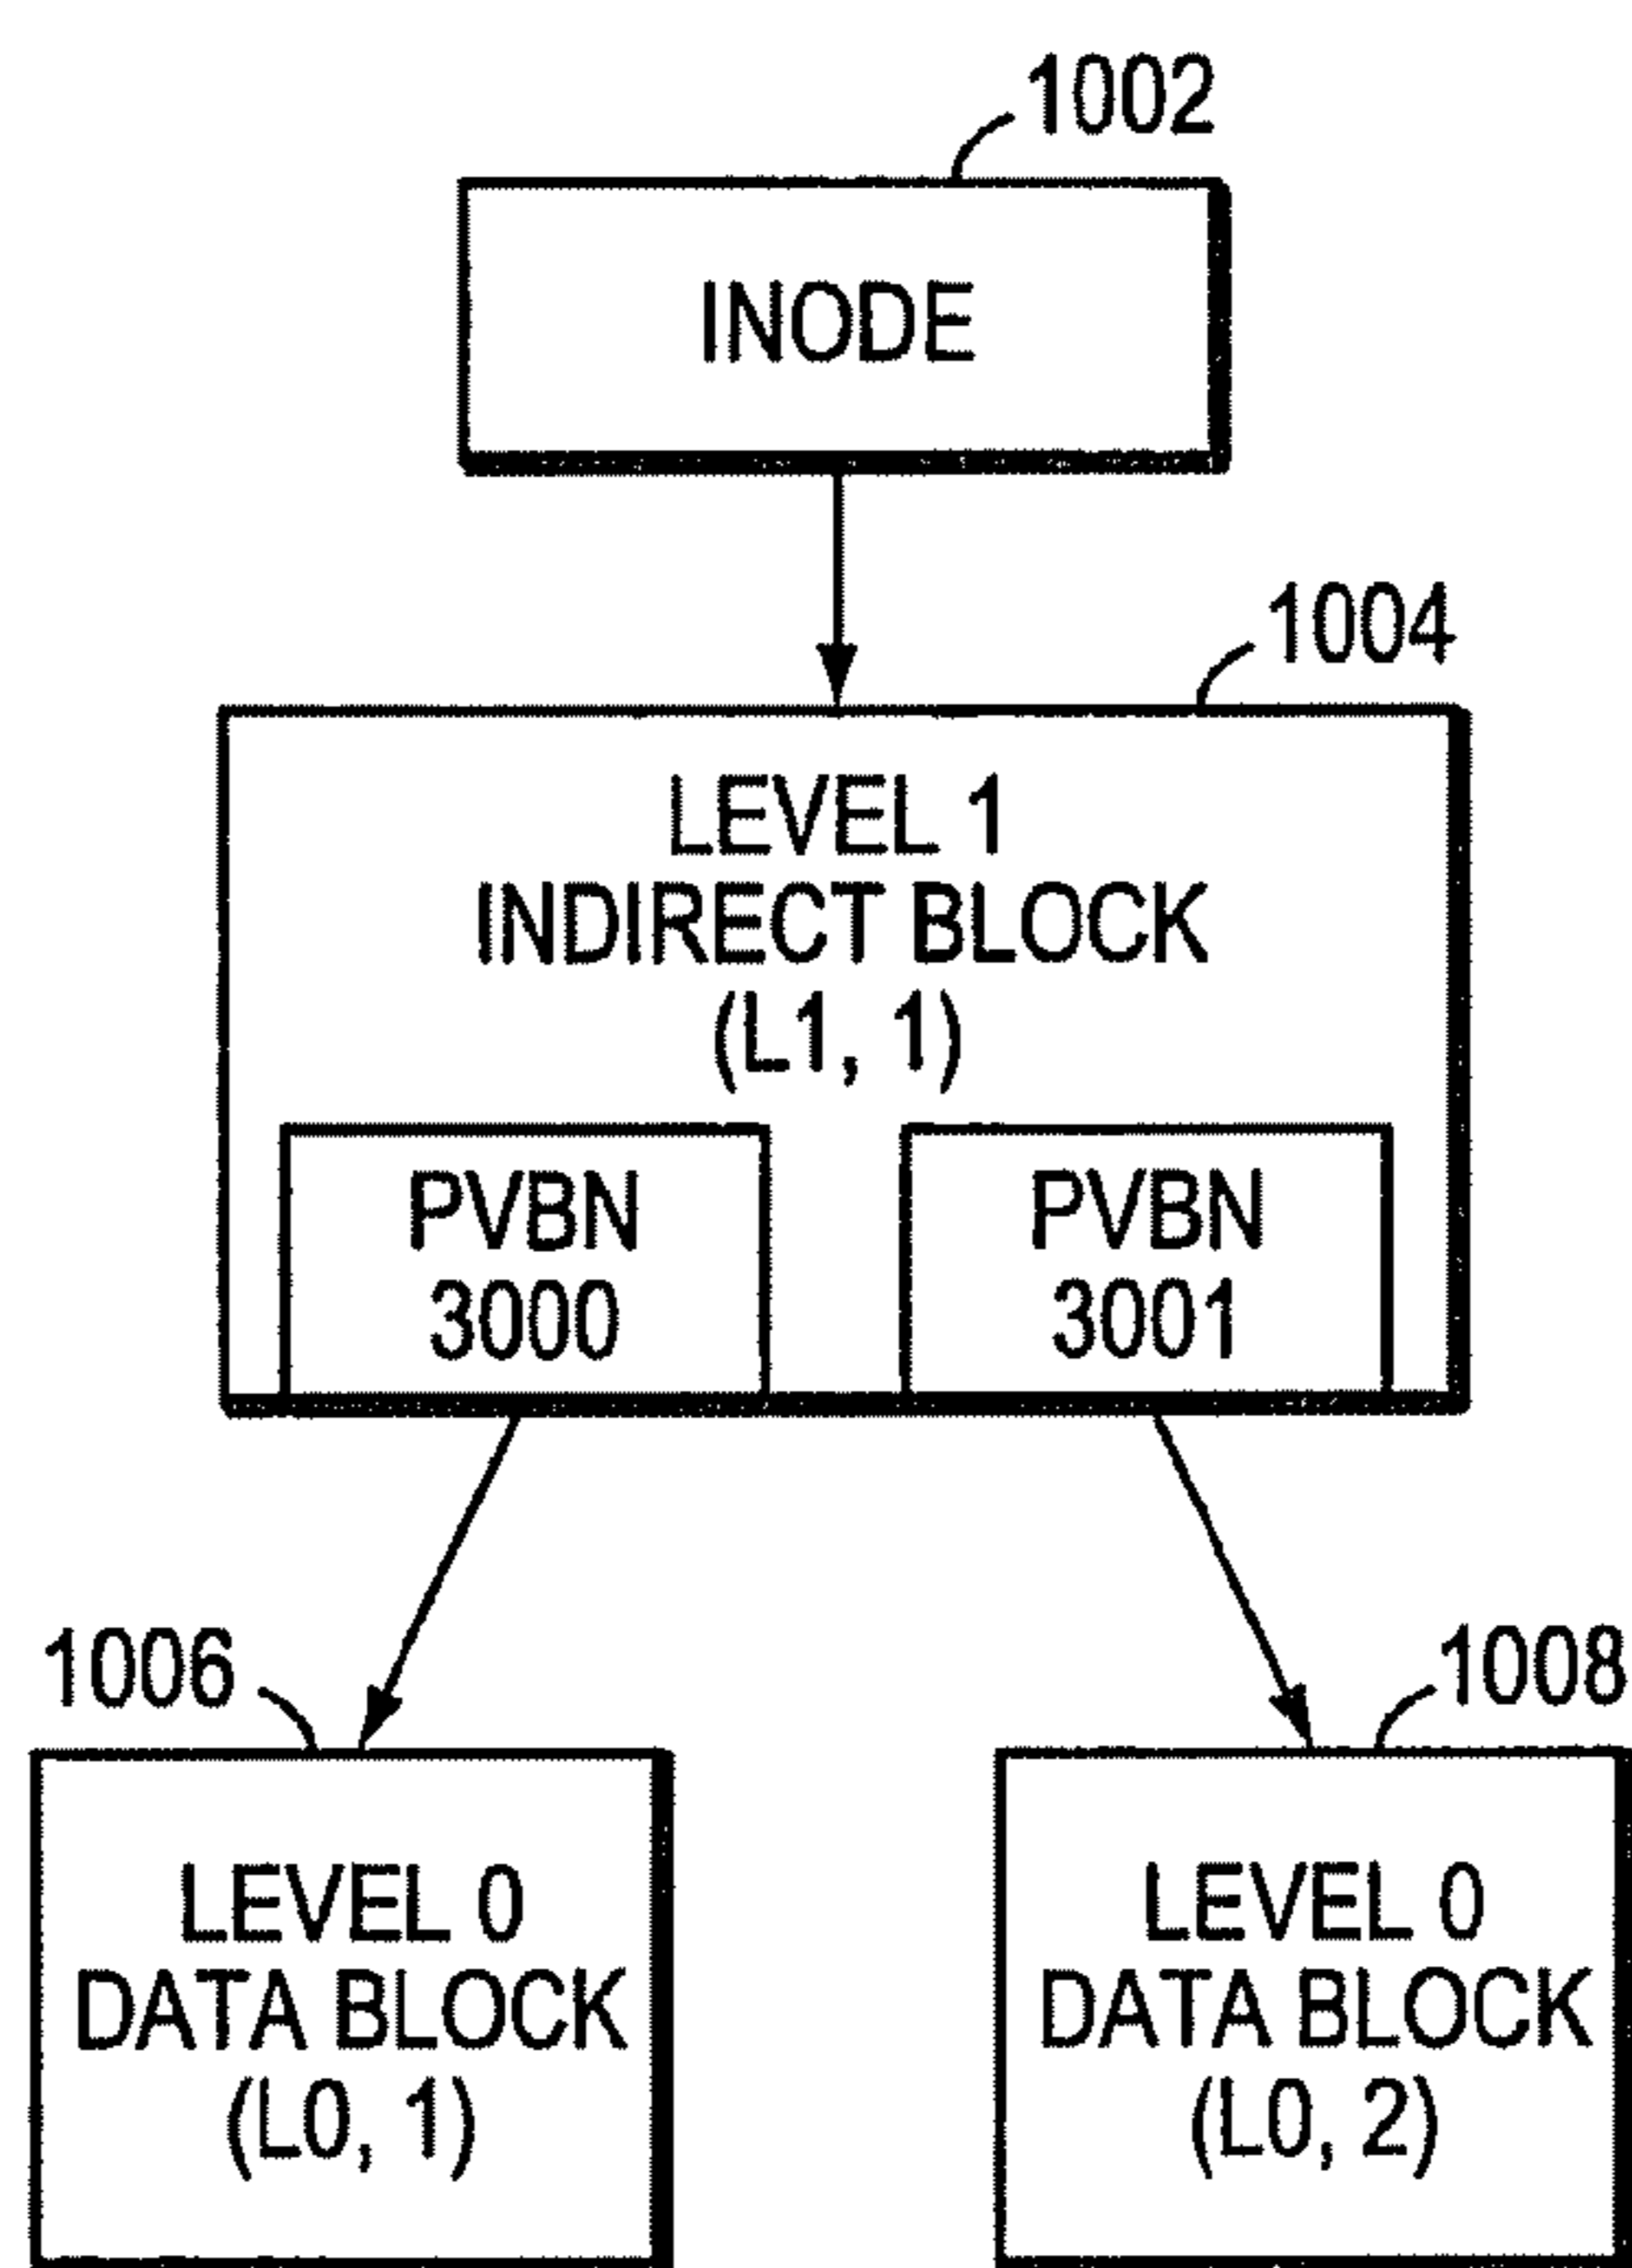 1002
INODE
1004
LEVEL 1
INDIRECT BLOCK
(L1, 1)
PVBN
3000
PVBN
3001
1006
1008
LEVEL 0
DATA BLOCK
(L0, 1)
LEVEL 0
DATA BLOCK
(L0, 2)